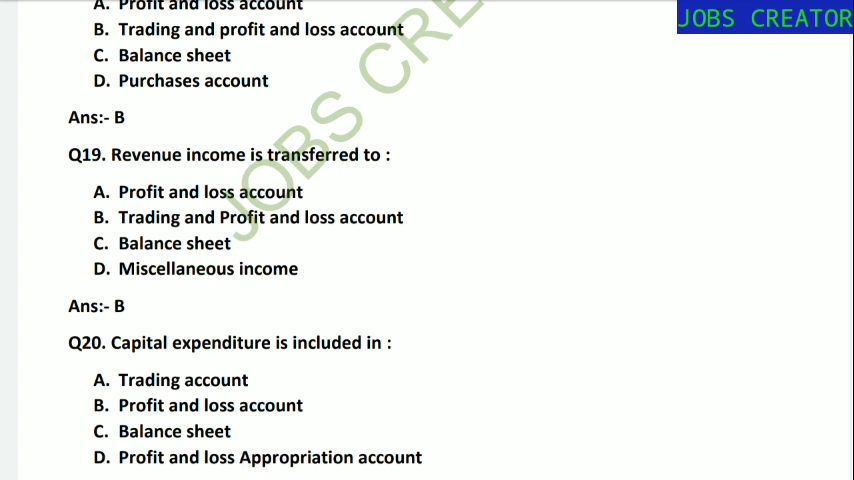 A. Profit and loss account
JOBS CREATOR
B. Trading and profit and loss account
C. Balance sheet
D. Purchases account
Ans:- B
Q19. Revenue income is transferred to :
A. Profit and loss account
B. Trading and Profit and loss account
C. Balance sheet
D. Miscellaneous income
Ans:- B
Q20. Capital expenditure is included in :
A. Trading account
B. Profit and loss account
C. Balance sheet
D. Profit and loss Appropriation account
JOBS CRE